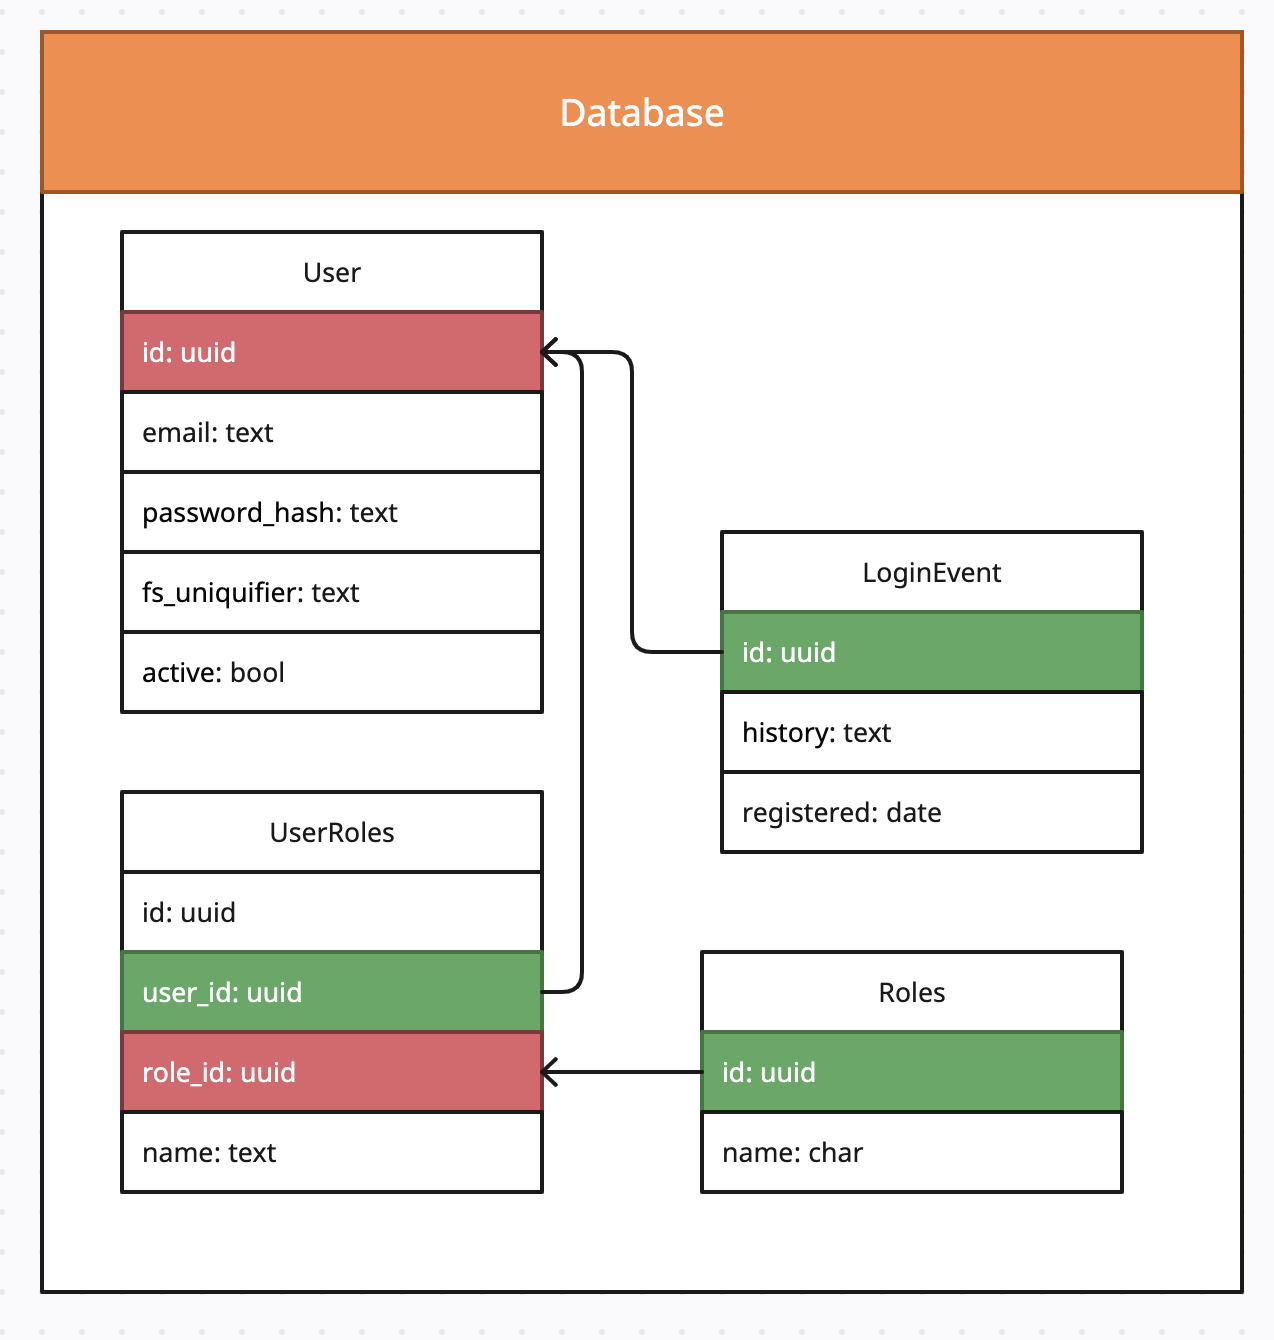 Database
User
id: uuid
email: text
password_hash: text
fs_uniquifier: text
active: bool
LoginEvent
id: uuid
history: text
registered: date
UserRoles
id: uuid
user_id: uuid
role_id: uuid
name: text
Roles
id: uuid
name: char